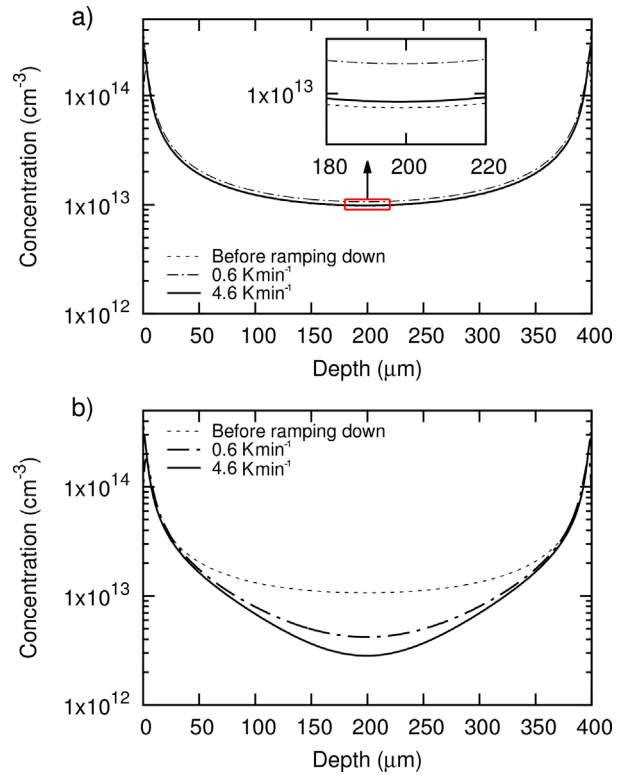 a)
Concentration (cm-3)
1x10^14
1x10^13
1x10^12
1x10^13
180 200 220
Before ramping down
0.6 Kmin-1
4.6 Kmin-1
0 50 100 150 200 250 300 350 400
Depth (μm)
b)
Concentration (cm-3)
1x10^14
1x10^13
1x10^12
Before ramping down
0.6 Kmin-1
4.6 Kmin-1
0 50 100 150 200 250 300 350 400
Depth (μm)